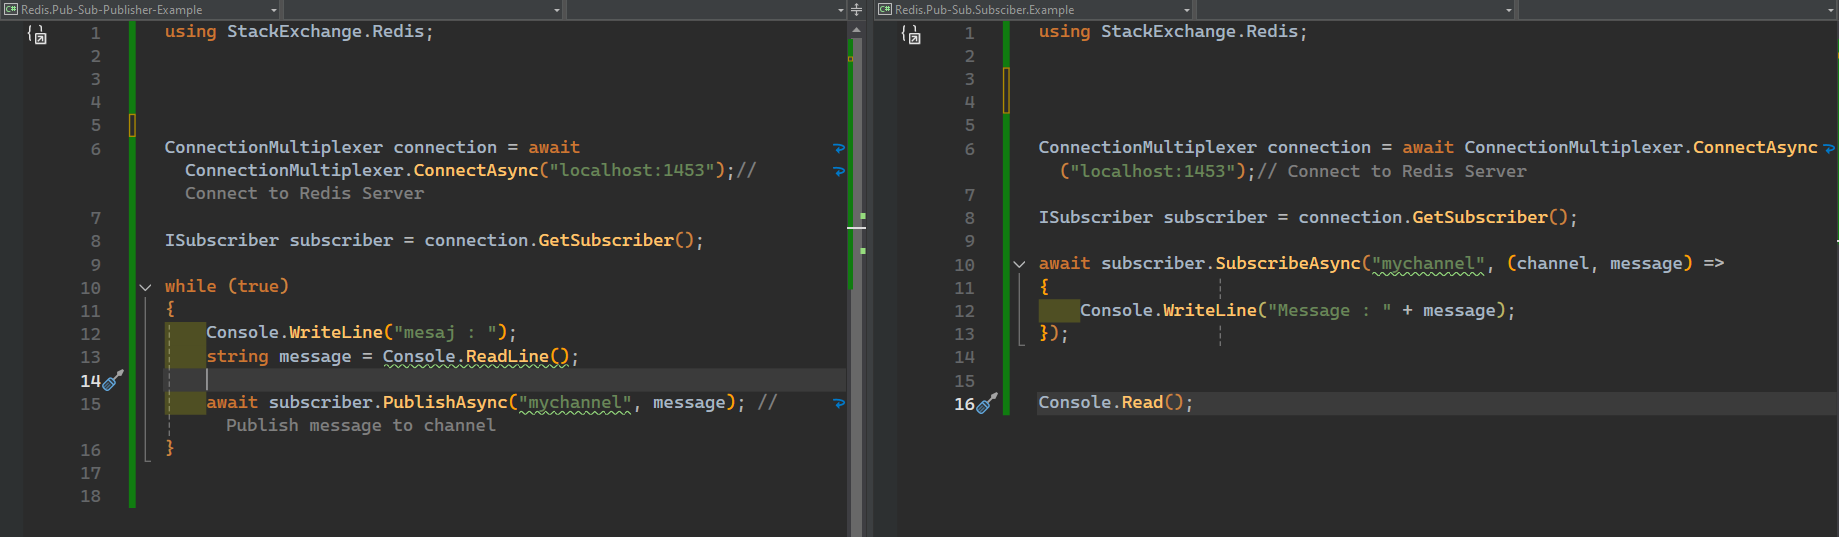 Redis.Pub-Sub-Publisher-Example
1 using StackExchange.Redis;
2
3
4
5
6 ConnectionMultiplexer connection = await
ConnectionMultiplexer.ConnectAsync("localhost:1453");//
Connect to Redis Server
7
8 ISubscriber subscriber = connection.GetSubscriber();
9
10 while (true)
11 {
12 Console.WriteLine("mesaj : ");
13 string message = Console.ReadLine();
14
15 await subscriber.PublishAsync("mychannel", message); //
Publish message to channel
16 }
17
18
Redis.Pub-Sub.Subsciber.Example
1 using StackExchange.Redis;
2
3
4
5
6 ConnectionMultiplexer connection = await ConnectionMultiplexer.ConnectAsync
("localhost:1453");// Connect to Redis Server
7
8 ISubscriber subscriber = connection.GetSubscriber();
9
10 await subscriber.SubscribeAsync("mychannel", (channel, message) =>
11 {
12 Console.WriteLine("Message : " + message);
13 });
14
15
16 Console.Read();